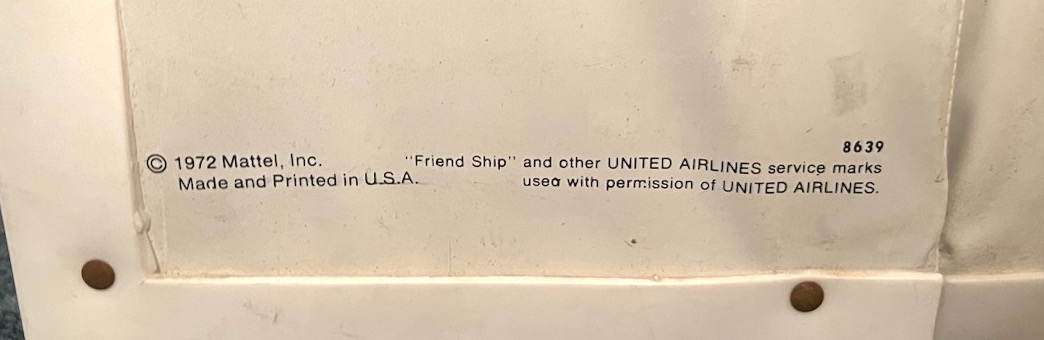 8639
© 1972 Mattel, Inc. "Friend Ship" and other UNITED AIRLINES service marks
Made and Printed in U.S.A. used with permission of UNITED AIRLINES.